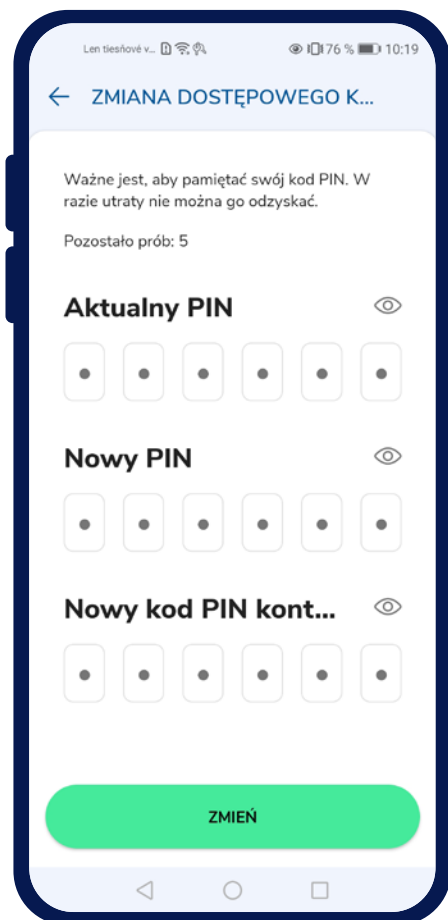 Len tiesňové v... 76 % 10:19
ZMIANA DOSTĘPOWEGO K...
Ważne jest, aby pamiętać swój kod PIN. W
razie utraty nie można go odzyskać.
Pozostało prób: 5
Aktualny PIN
Nowy PIN
Nowy kod PIN kont...
ZMIEŃ